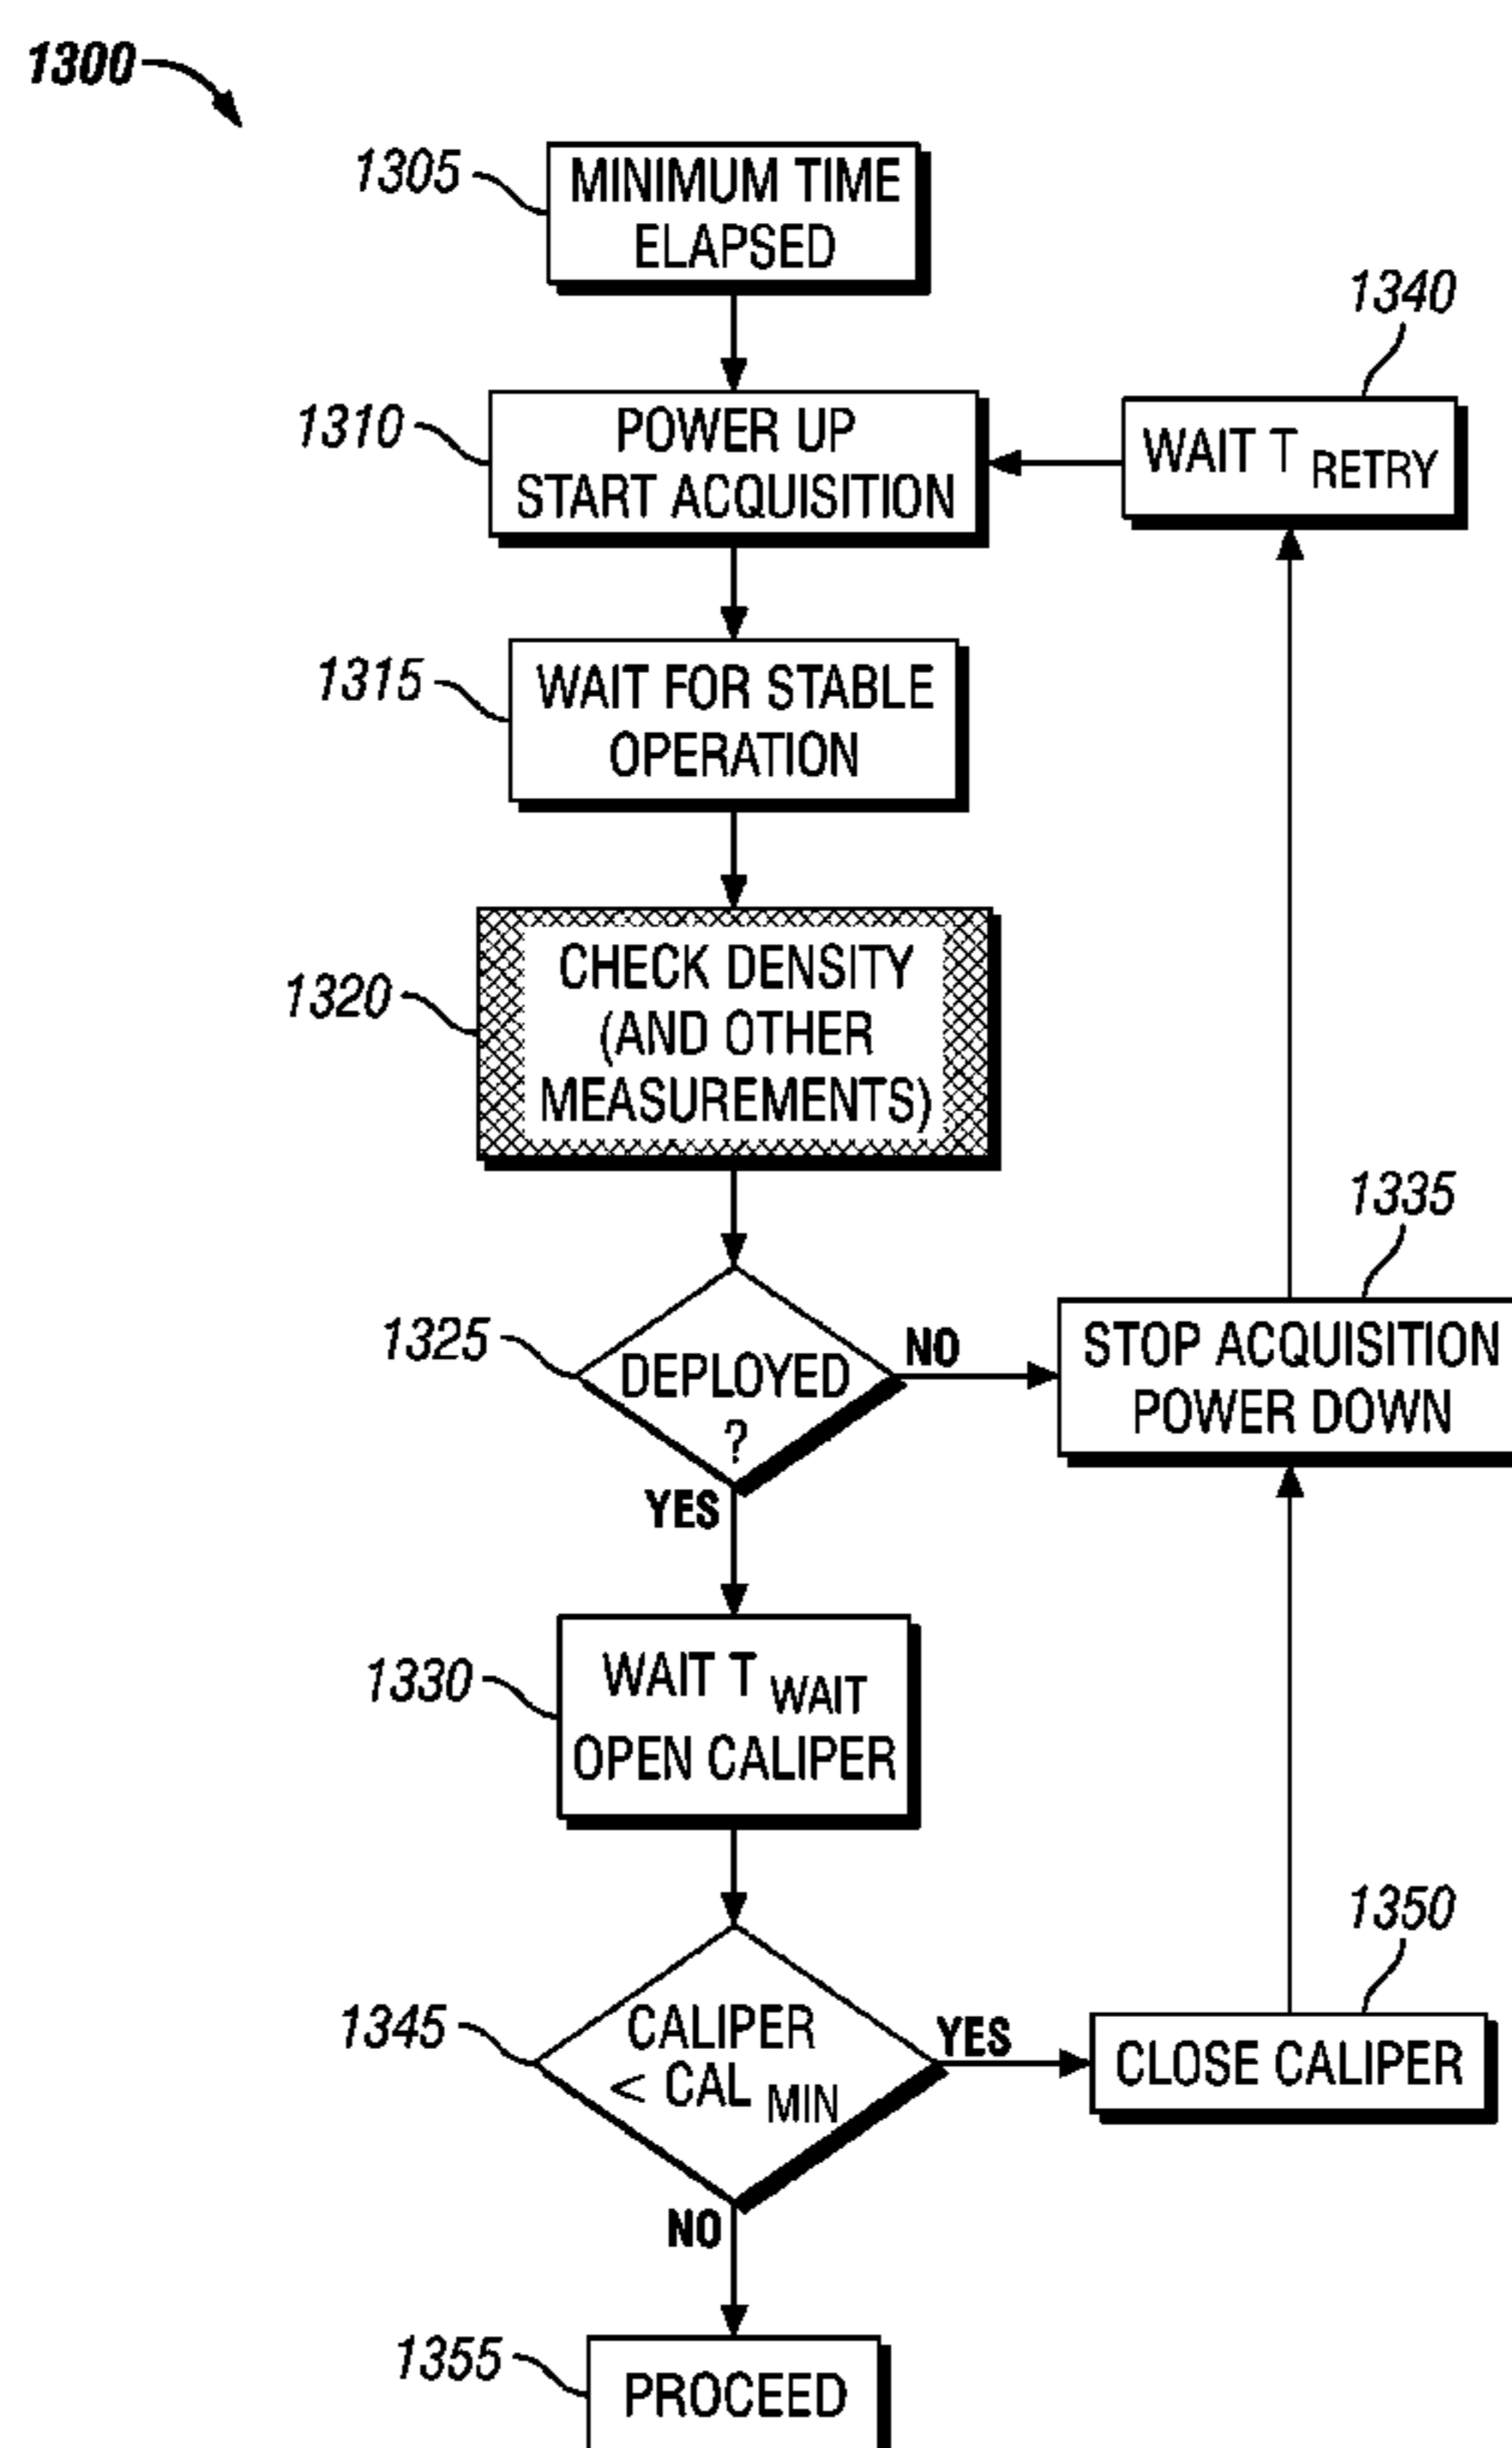 1300
1305
MINIMUM TIME
ELAPSED
1340
1310
POWER UP
START ACQUISITION
WAIT T RETRY
1315
WAIT FOR STABLE
OPERATION
1320
CHECK DENSITY
(AND OTHER
MEASUREMENTS)
1335
1325
DEPLOYED
?
NO
STOP ACQUISITION
POWER DOWN
YES
1330
WAIT T WAIT
OPEN CALIPER
1350
1345
CALIPER
< CAL MIN
YES
CLOSE CALIPER
NO
1355
PROCEED